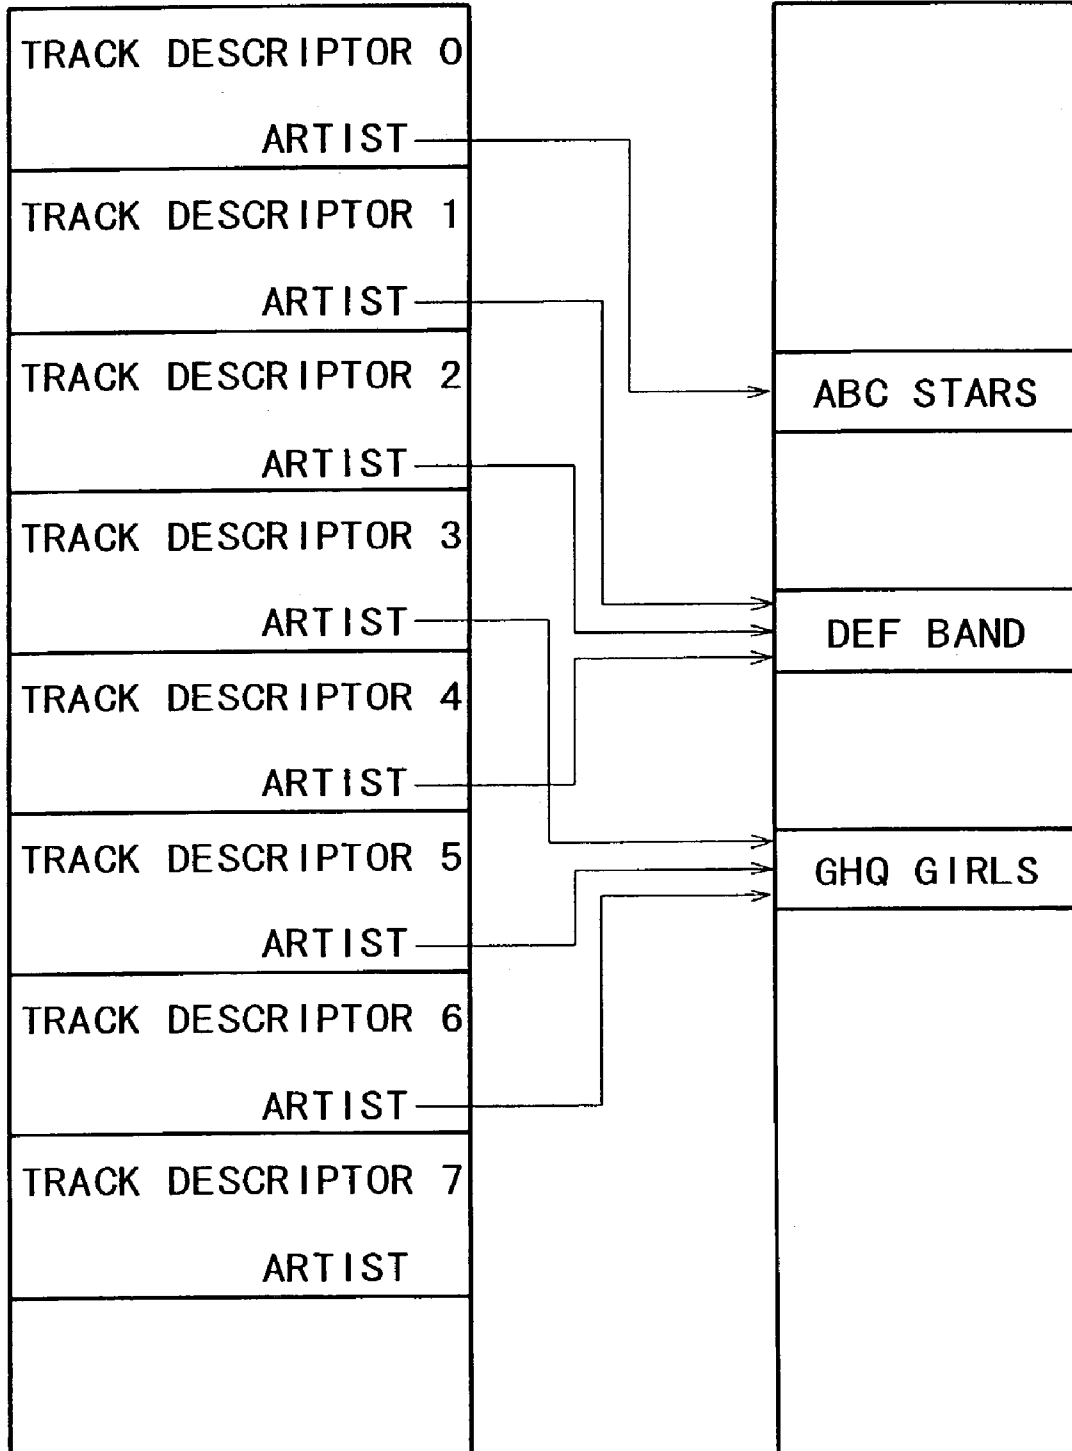 TRACK DESCRIPTOR 0
ARTIST
TRACK DESCRIPTOR 1
ARTIST
TRACK DESCRIPTOR 2
ARTIST
TRACK DESCRIPTOR 3
ARTIST
TRACK DESCRIPTOR 4
ARTIST
TRACK DESCRIPTOR 5
ARTIST
TRACK DESCRIPTOR 6
ARTIST
TRACK DESCRIPTOR 7
ARTIST
ABC STARS
DEF BAND
GHQ GIRLS